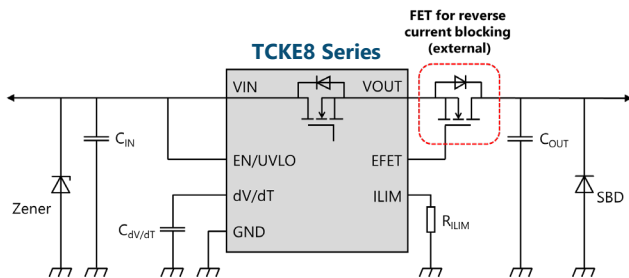 FET for reverse
current blocking
(external)
TCKE8 Series
VIN
VOUT
CIN
COUT
EN/UVLO
EFET
Zener
dV/dT
ILIM
SBD
CdV/dT
RILIM
GND